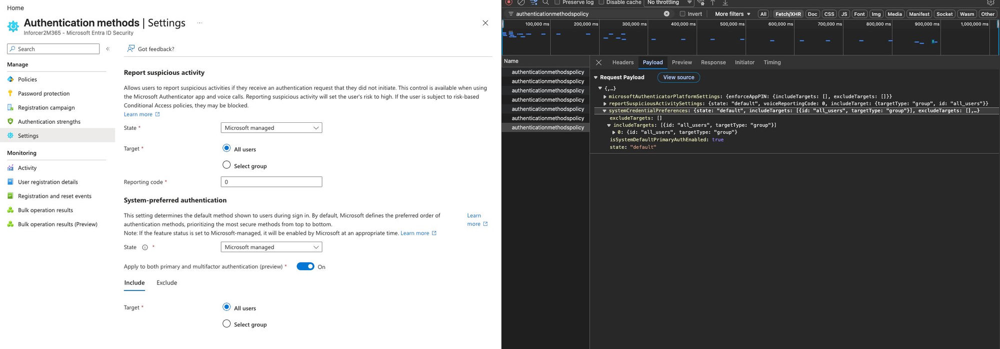 Home
Authentication methods | Settings ...
Inforcer2M365 - Microsoft Entra ID Security
Search
Manage
Policies
Password protection
Registration campaign
Authentication strengths
Settings
Monitoring
Activity
User registration details
Registration and reset events
Bulk operation results
Bulk operation results (Preview)
Got feedback?
Report suspicious activity
Allows users to report suspicious activities if they receive an authentication request that they did not initiate. This control is available when using
the Microsoft Authenticator app and voice calls. Reporting suspicious activity will set the user's risk to high. If the user is subject to risk-based
Conditional Access policies, they may be blocked.
Learn more
State * Microsoft managed
Target * All users
Select group
Reporting code * 0
System-preferred authentication
This setting determines the default method shown to users during sign in. By default, Microsoft defines the preferred order of
authentication methods, prioritizing the most secure methods from top to bottom.
Note: If the feature status is set to Microsoft-managed, it will be enabled by Microsoft at an appropriate time. Learn more
Learn
more
State * Microsoft managed
Apply to both primary and multifactor authentication (preview) * On
Include Exclude
Target * All users
Select group
Preserve log Disable cache No throttling
authenticationmethodspolicy Invert More filters All Fetch/XHR Doc CSS JS Font Img Media Manifest Socket Wasm Other
100,000 ms 200,000 ms 300,000 ms 400,000 ms 500,000 ms 600,000 ms 700,000 ms 800,000 ms 900,000 ms 1,000,000 ms
Name
authenticationmethodspolicy
authenticationmethodspolicy
authenticationmethodspolicy
authenticationmethodspolicy
authenticationmethodspolicy
authenticationmethodspolicy
authenticationmethodspolicy
Headers Payload Preview Response Initiator Timing
Request Payload View source
{,…}
microsoftAuthenticatorPlatformSettings: {enforceAppPIN: {includeTargets: [], excludeTargets: []}}
reportSuspiciousActivitySettings: {state: "default", voiceReportingCode: 0, includeTarget: {targetType: "group", id: "all_users"}}
systemCredentialPreferences: {state: "default", includeTargets: [{id: "all_users", targetType: "group"}], excludeTargets: [],…}
excludeTargets: []
includeTargets: [{id: "all_users", targetType: "group"}]
0: {id: "all_users", targetType: "group"}
isSystemDefaultPrimaryAuthEnabled: true
state: "default"